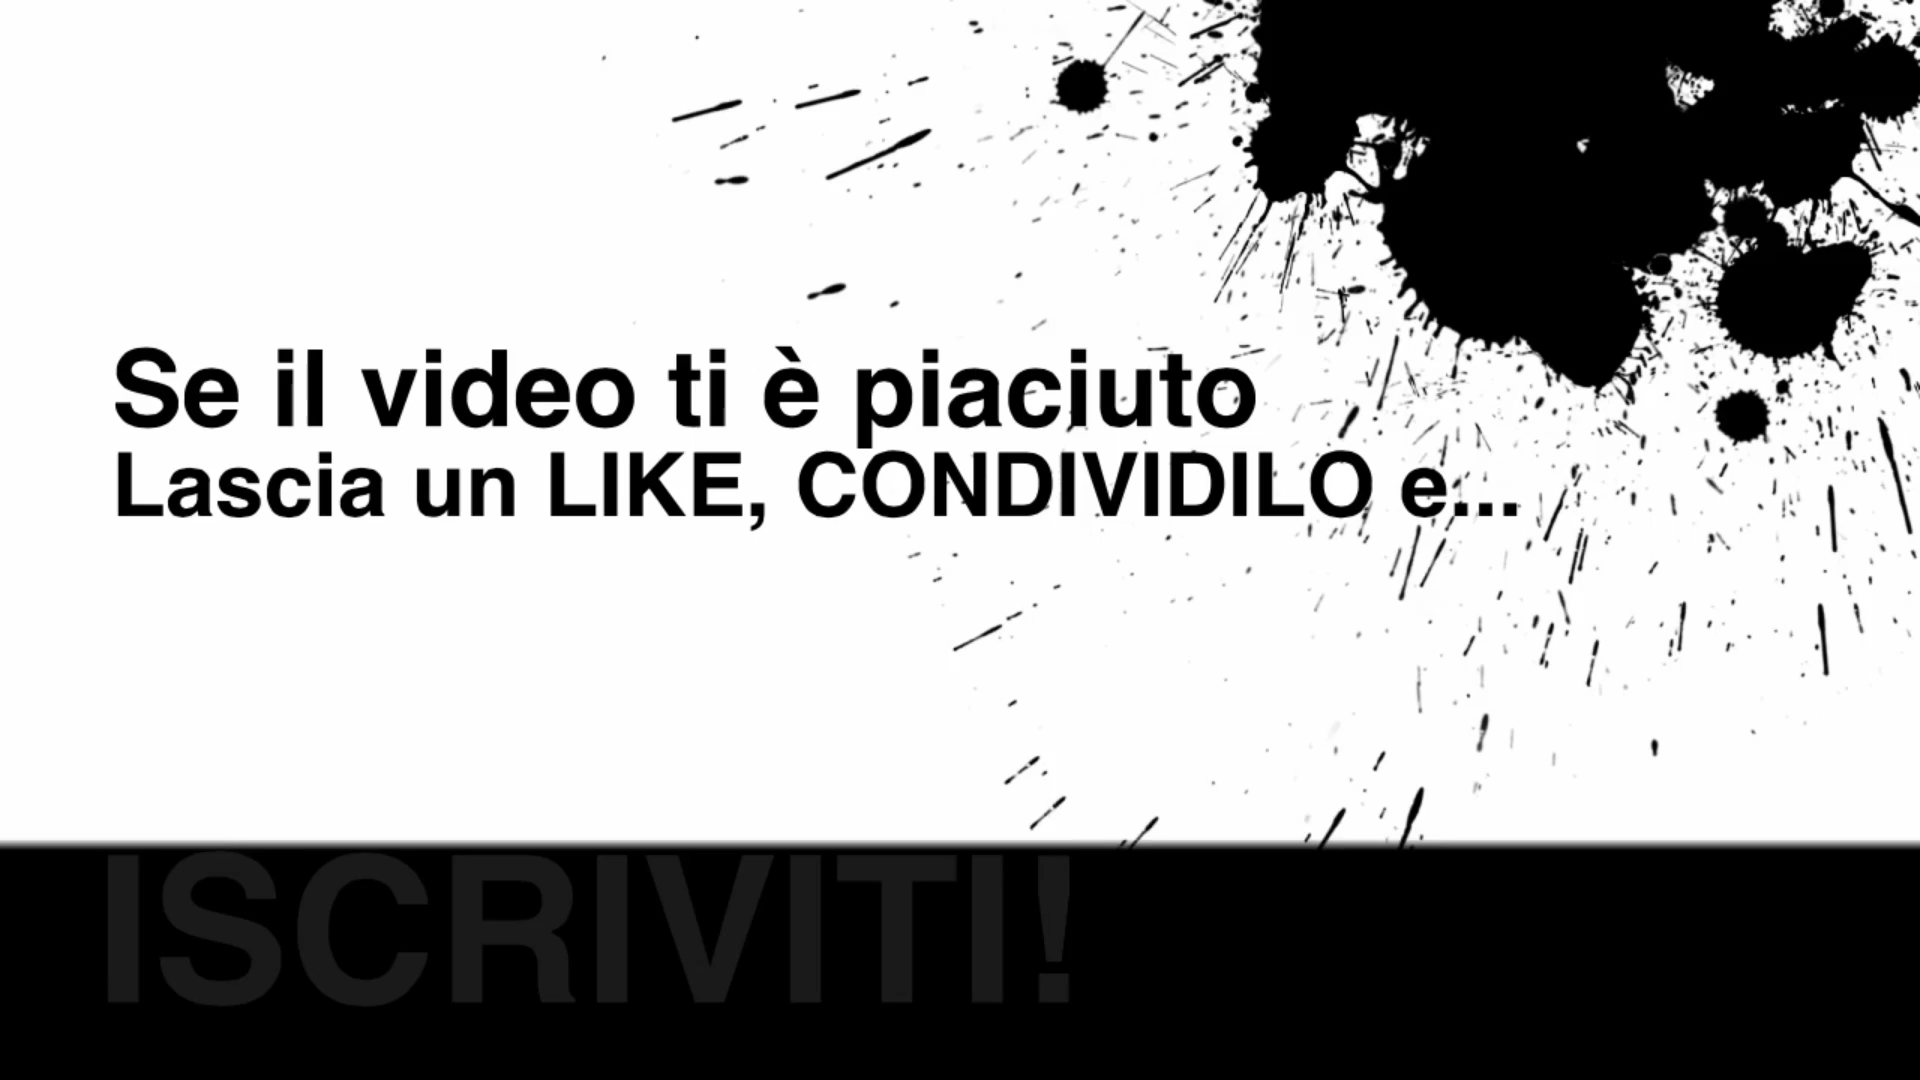 Se il video ti è piaciuto
Lascia un LIKE, CONDIVIDILO e...
ISCRIVITI!